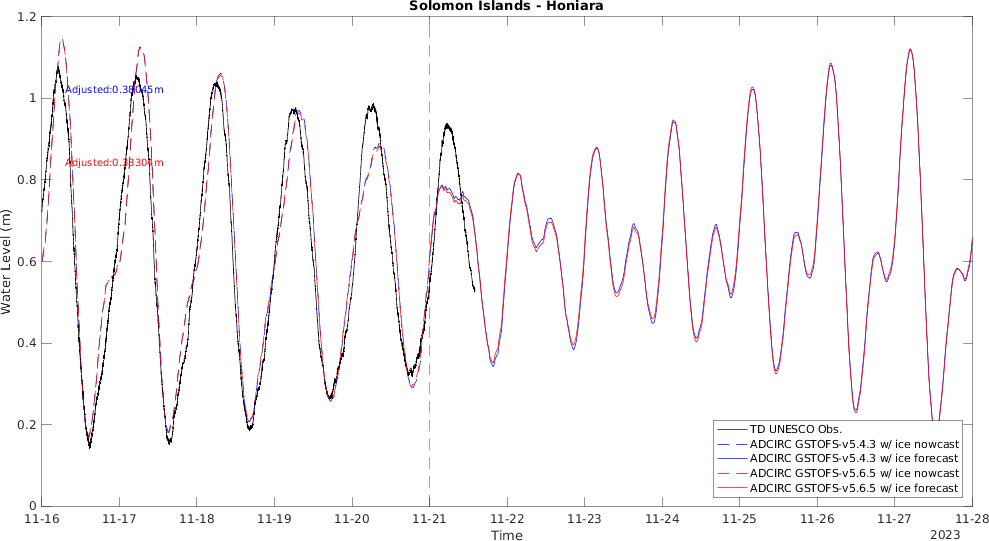 Solomon Islands - Honiara
1.2
1
0.8
0.6
0.4
0.2
0
Water Level (m)
Adjusted:0.38045m
Adjusted:0.38304m
TD UNESCO Obs.
ADCIRC GSTOFS-v5.4.3 w/ ice nowcast
ADCIRC GSTOFS-v5.4.3 w/ ice forecast
ADCIRC GSTOFS-v5.6.5 w/ ice nowcast
ADCIRC GSTOFS-v5.6.5 w/ ice forecast
11-16 11-17 11-18 11-19 11-20 11-21 11-22 11-23 11-24 11-25 11-26 11-27 11-28
Time
2023